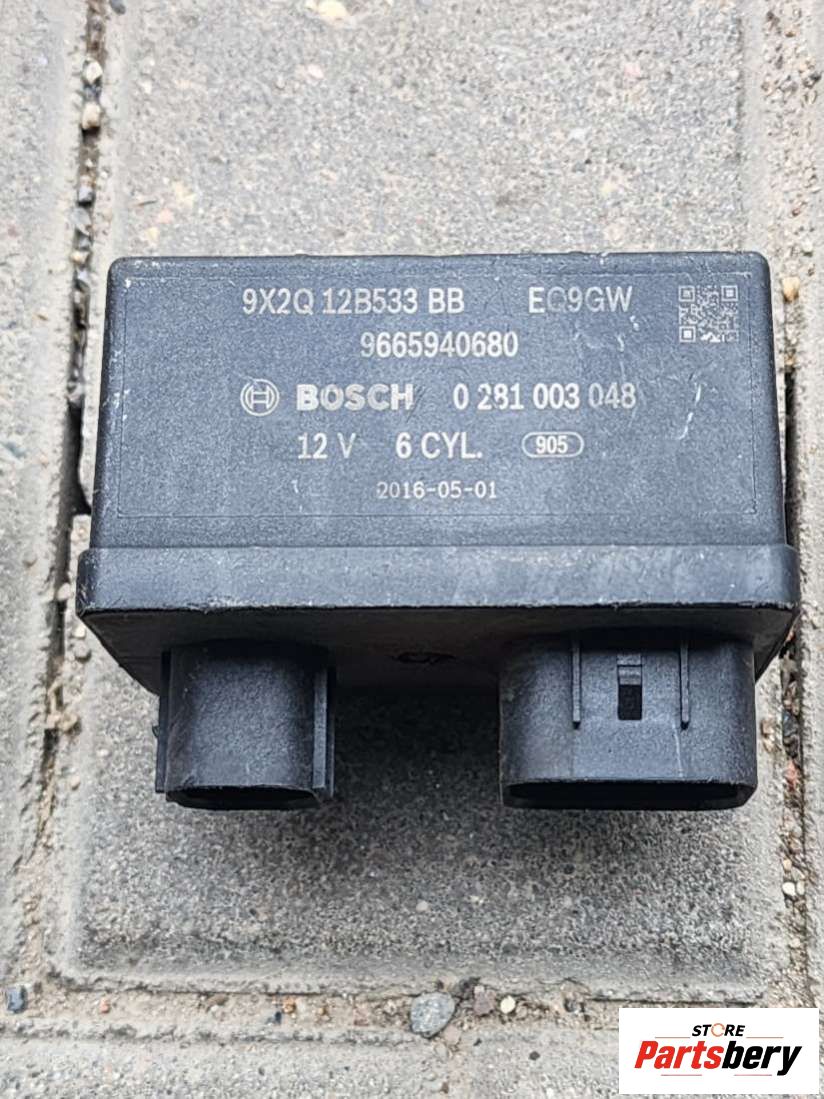 9X2Q 12B533 BB EC9GW
9665940680
BOSCH 0 281 003 048
12 V 6 CYL. 905
2016-05-01
STORE
Partsbery